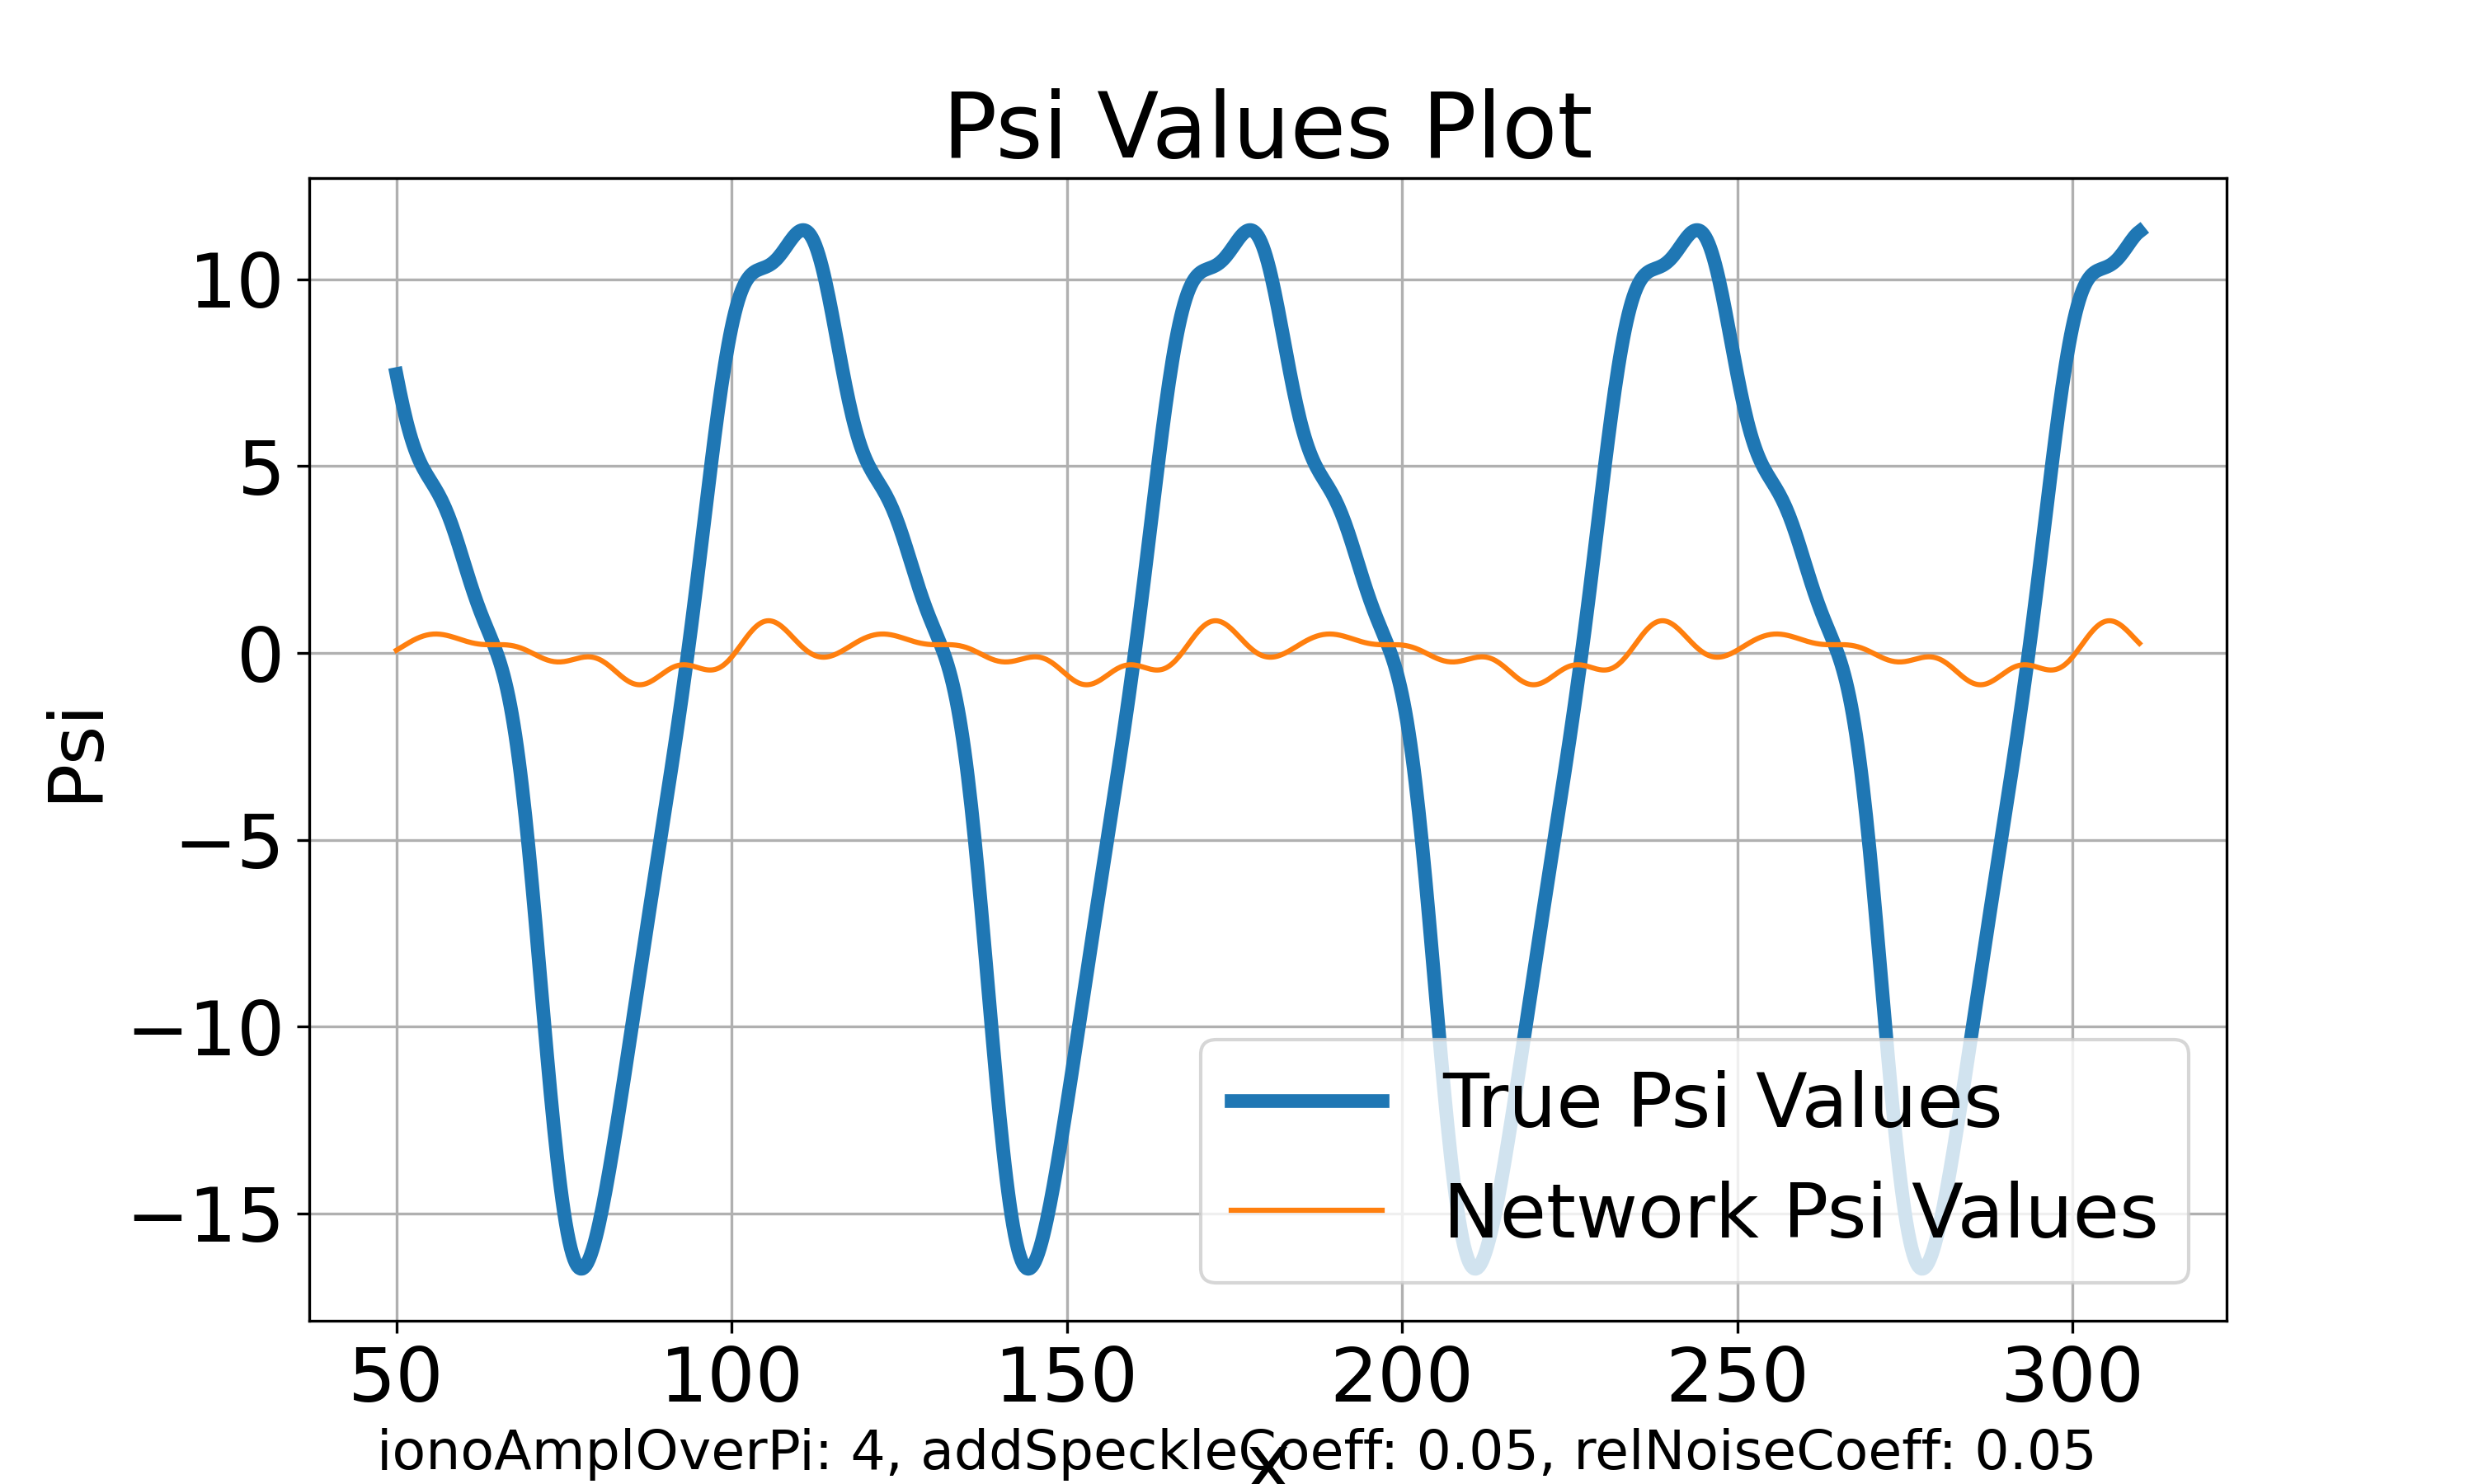 Psi Values Plot
Psi
10
5
0
−5
−10
−15
True Psi Values
Network Psi Values
50 100 150 200 250 300
ionoAmplOverPi: 4, addSpeckleCoeff: 0.05, relNoiseCoeff: 0.05
x